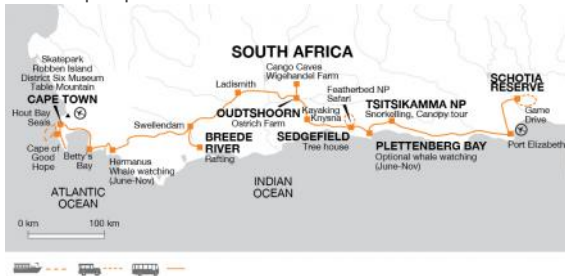 SOUTH AFRICA
Skatepark
Robben Island
District Six Museum
Table Mountain
CAPE TOWN
Hout Bay
Seals
Cape of
Good
Hope
Betty's
Bay
Hermanus
Whale watching
(June-Nov)
Swellendam
BREEDE
RIVER
Rafting
Ladismith
Cango Caves
Wigehandel Farm
OUDTSHOORN
Ostrich Farm
Kayaking
Knysna
Featherbed NP
Safari
SEDGEFIELD
Tree house
TSITSIKAMMA NP
Snorkelling, Canopy tour
PLETTENBERG BAY
Optional whale watching
(June-Nov)
SCHOTIA
RESERVE
Game
Drive
Port Elizabeth
ATLANTIC
OCEAN
INDIAN
OCEAN
0 km 100 km